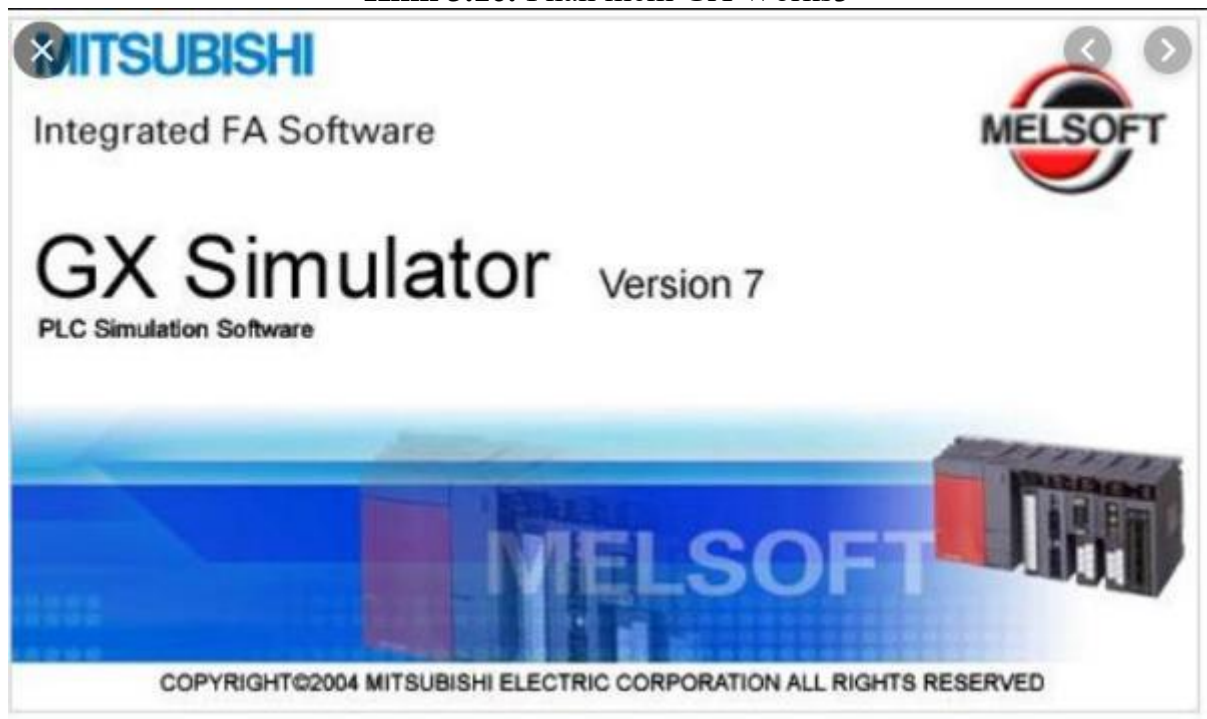 MITSUBISHI
Integrated FA Software
MELSOFT
GX Simulator Version 7
PLC Simulation Software
MELSOFT
COPYRIGHT©2004 MITSUBISHI ELECTRIC CORPORATION ALL RIGHTS RESERVED